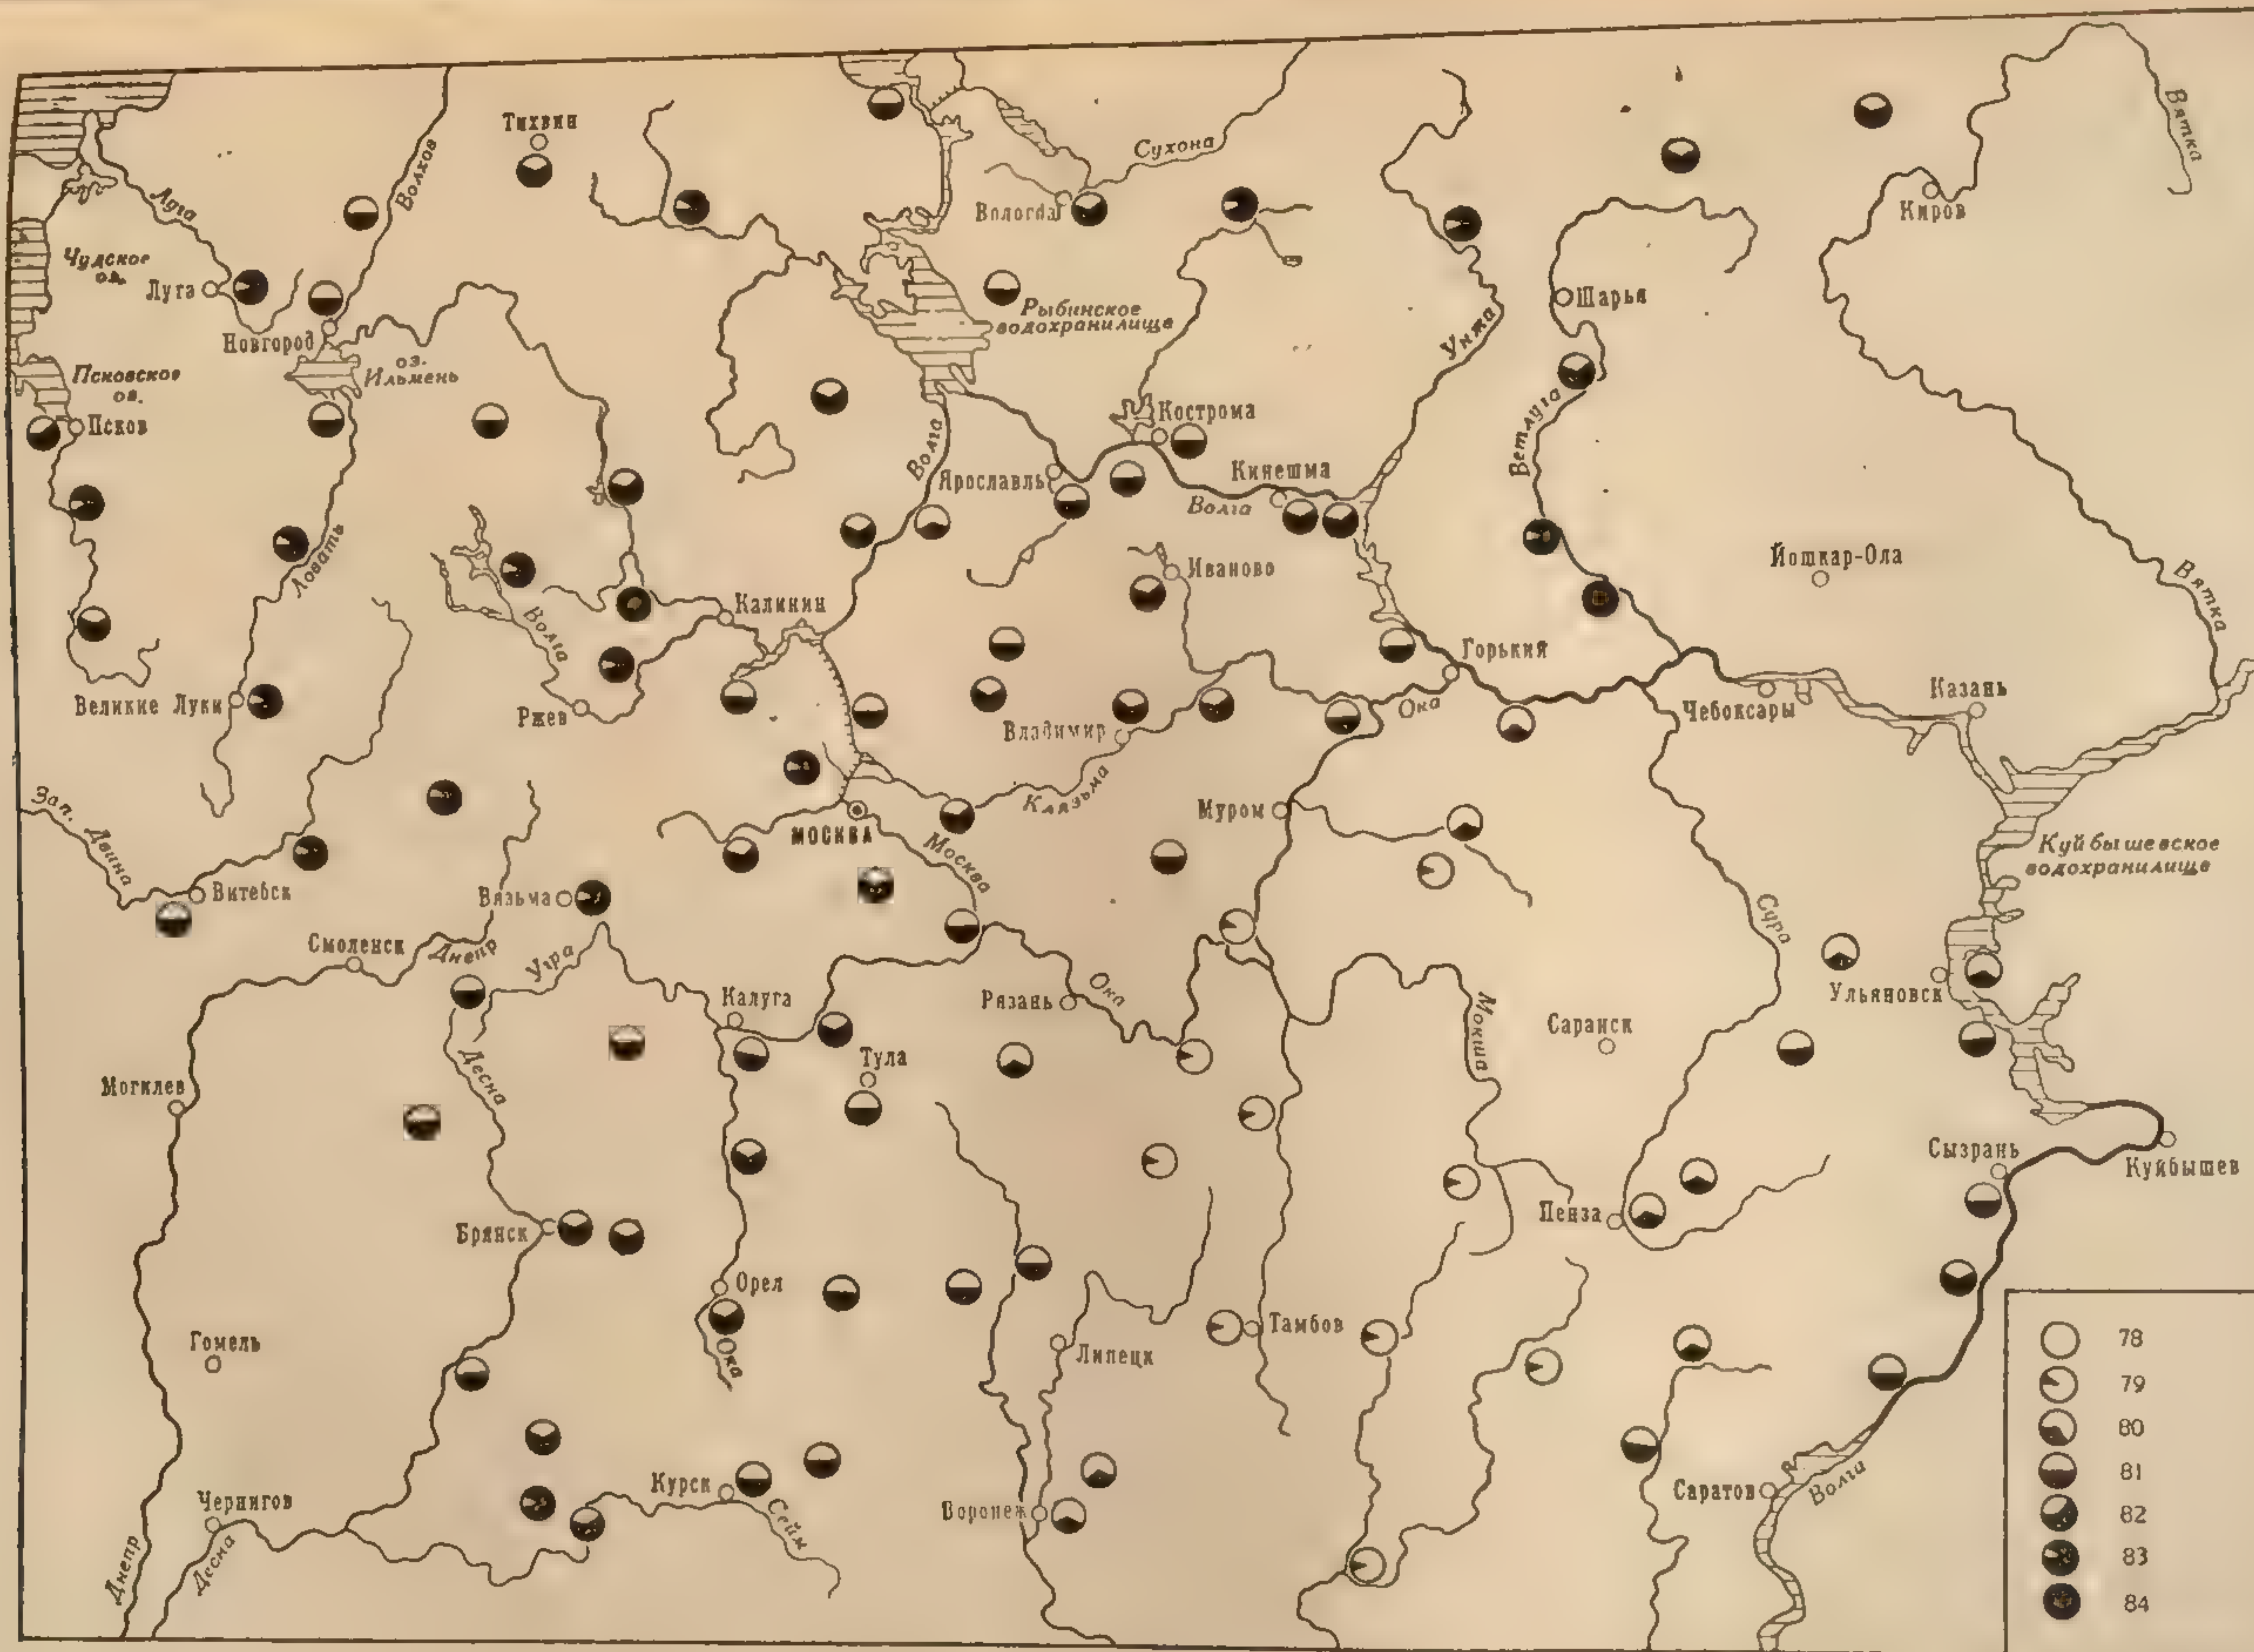 Тихвин
Волхов
Луга
Чудское
оз.
Луга
Новгород
оз.
Ильмень
Псковское
оз.
Псков
Сухона
Вологда
Рыбинское
водохранилище
Вятка
Киров
Шарья
Унжа
Ветлуга
Кострома
Волга
Ярославль
Кинешма
Волга
Иваново
Йошкар-Ола
Вятка
Ловать
Калинин
Волга
Великие Луки
Ржев
Горький
Владимир
Ока
Чебоксары
Казань
Клязьма
Муром
Зап. Двина
МОСКВА
Москва
Куйбышевское
водохранилище
Витебск
Вязьма
Смоленск
Днепр
Угра
Сура
Калуга
Рязань
Ока
Ульяновск
Мокша
Саранск
Тула
Десна
Могилев
Сызрань
Куйбышев
Пенза
Брянск
Орел
Ока
Тамбов
Липецк
Гомель
Курск
Сейм
Саратов
Волга
Воронеж
Чернигов
Десна
Днепр
78
79
80
81
82
83
84